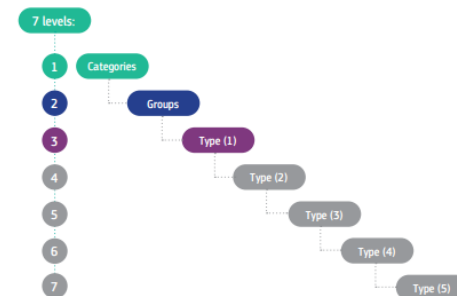 7 levels:
1 Categories
2 Groups
3 Type (1)
4 Type (2)
5 Type (3)
6 Type (4)
7 Type (5)